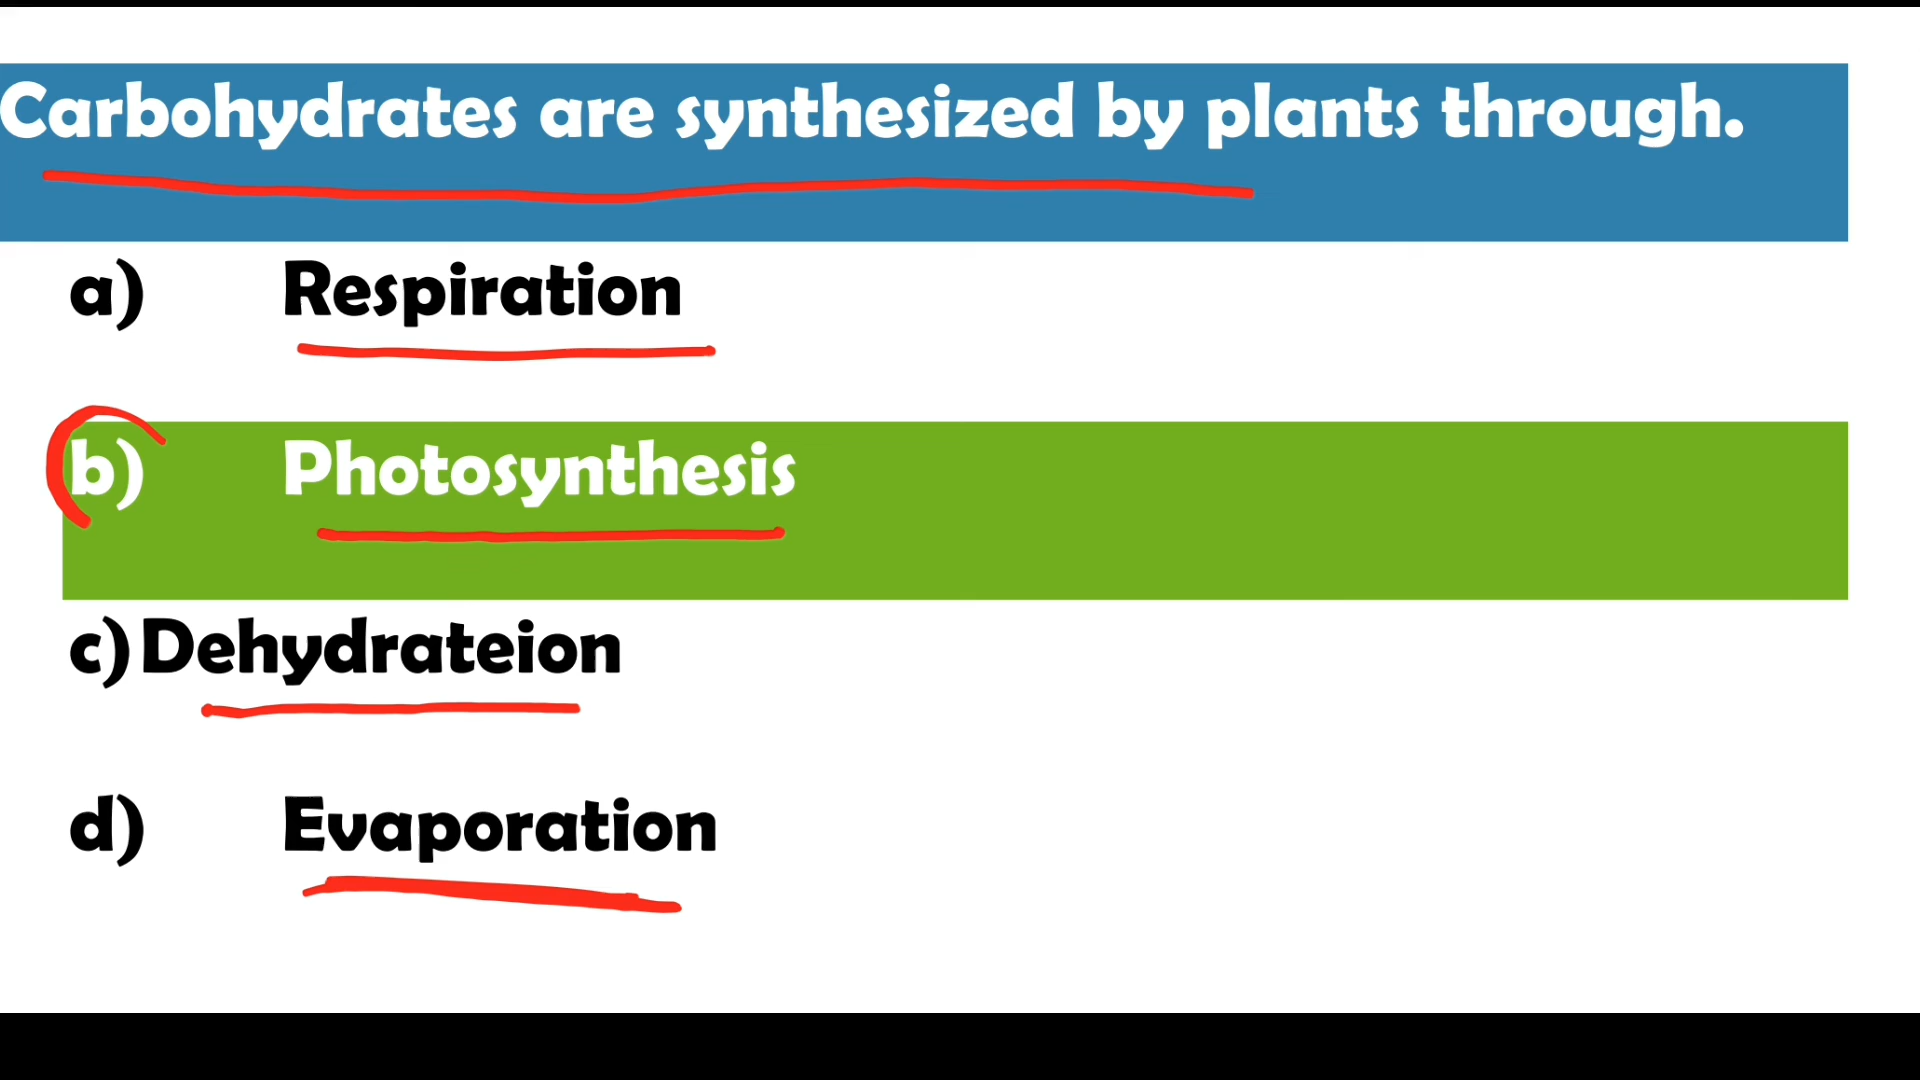 Carbohydrates are synthesized by plants through.
a) Respiration
b) Photosynthesis
c) Dehydrateion
d) Evaporation